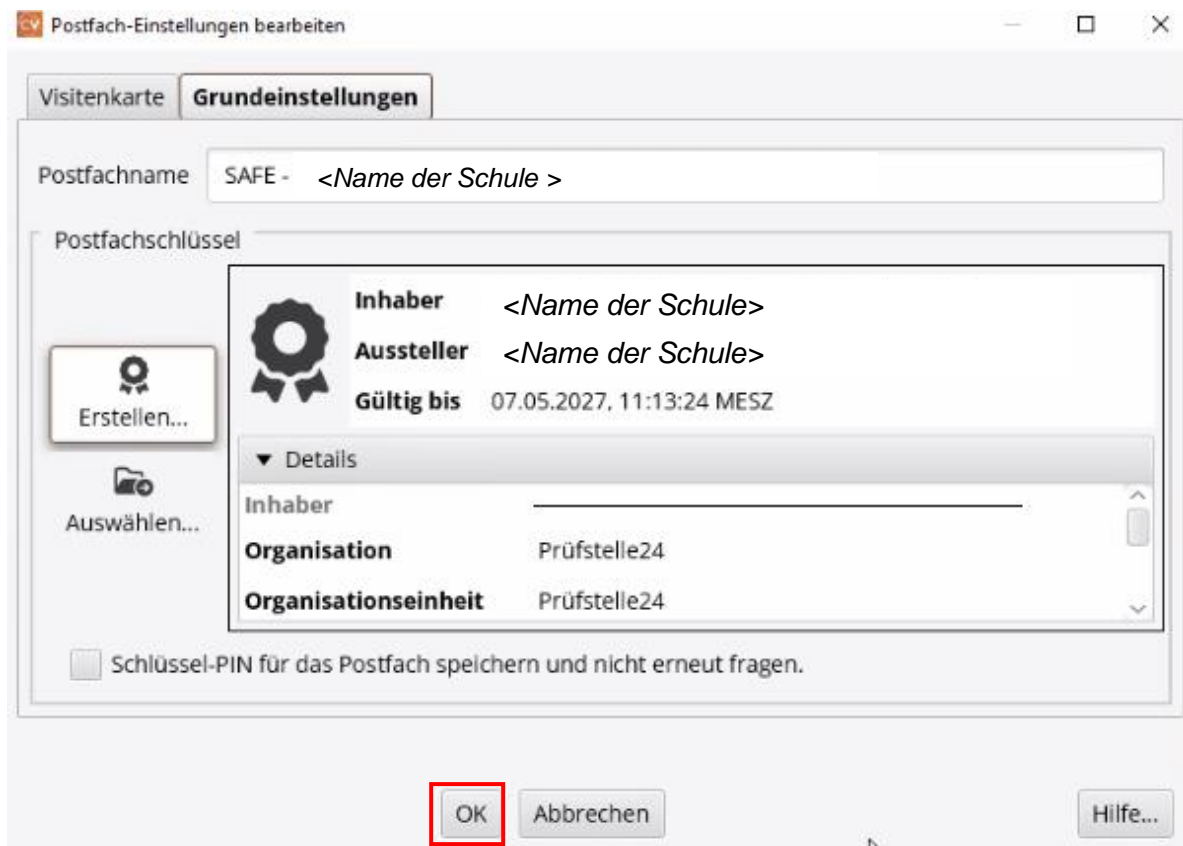 CV Postfach-Einstellungen bearbeiten
Visitenkarte Grundeinstellungen
Postfachname SAFE - <Name der Schule >
Postfachschlüssel
Inhaber <Name der Schule>
Aussteller <Name der Schule>
Gültig bis 07.05.2027, 11:13:24 MESZ
Erstellen...
Auswählen...
Details
Inhaber
Organisation Prüfstelle24
Organisationseinheit Prüfstelle24
Schlüssel-PIN für das Postfach speichern und nicht erneut fragen.
OK Abbrechen Hilfe...